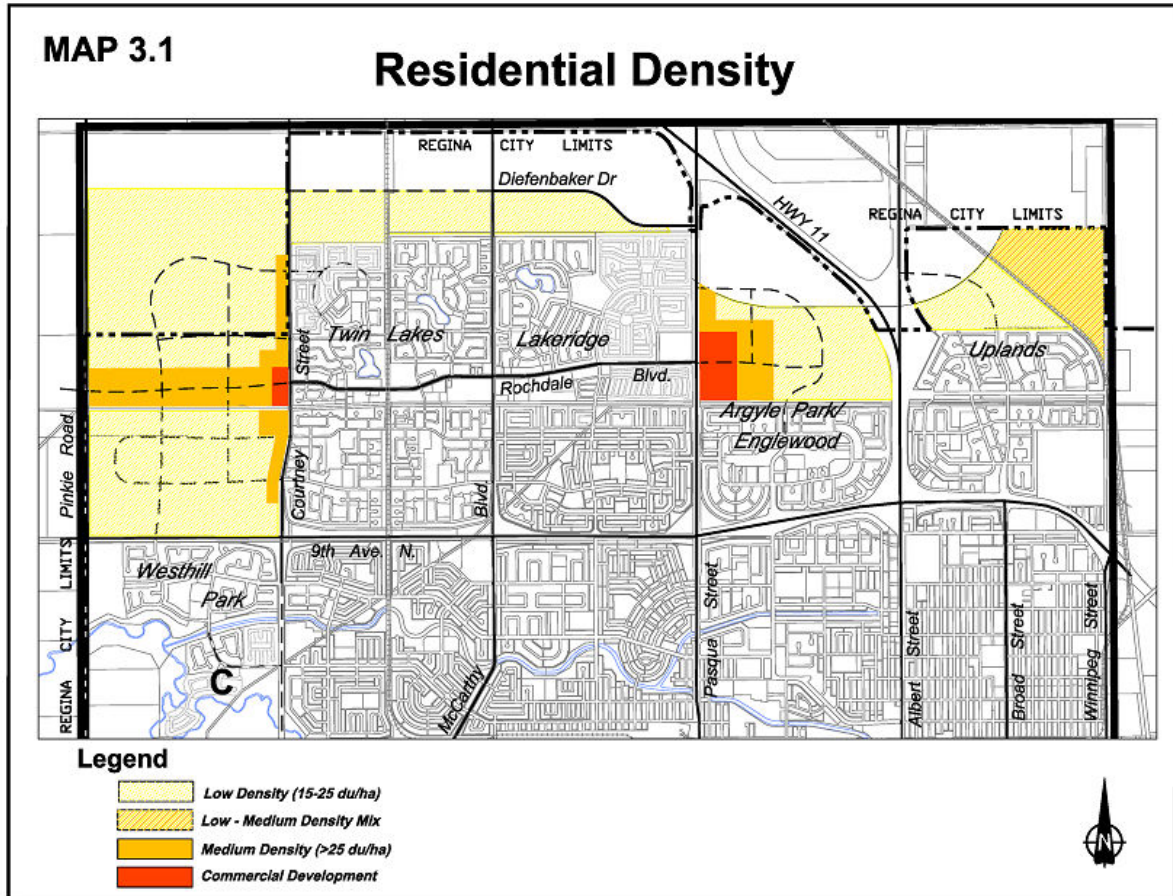 MAP 3.1
Residential Density
REGINA CITY LIMITS
Diefenbaker Dr
HWY 11
REGINA CITY LIMITS
Street
Twin Lakes
Lakeridge
Uplands
Rochdale Blvd.
Argyle Park/
Englewood
Pinkie Road
Courtney
Blvd.
9th Ave. N.
Westhill
Park
REGINA CITY LIMITS
C
McCarthy
Pasqua Street
Albert Street
Broad Street
Winnipeg Street
Legend
Low Density (15-25 du/ha)
Low - Medium Density Mix
Medium Density (>25 du/ha)
Commercial Development
N